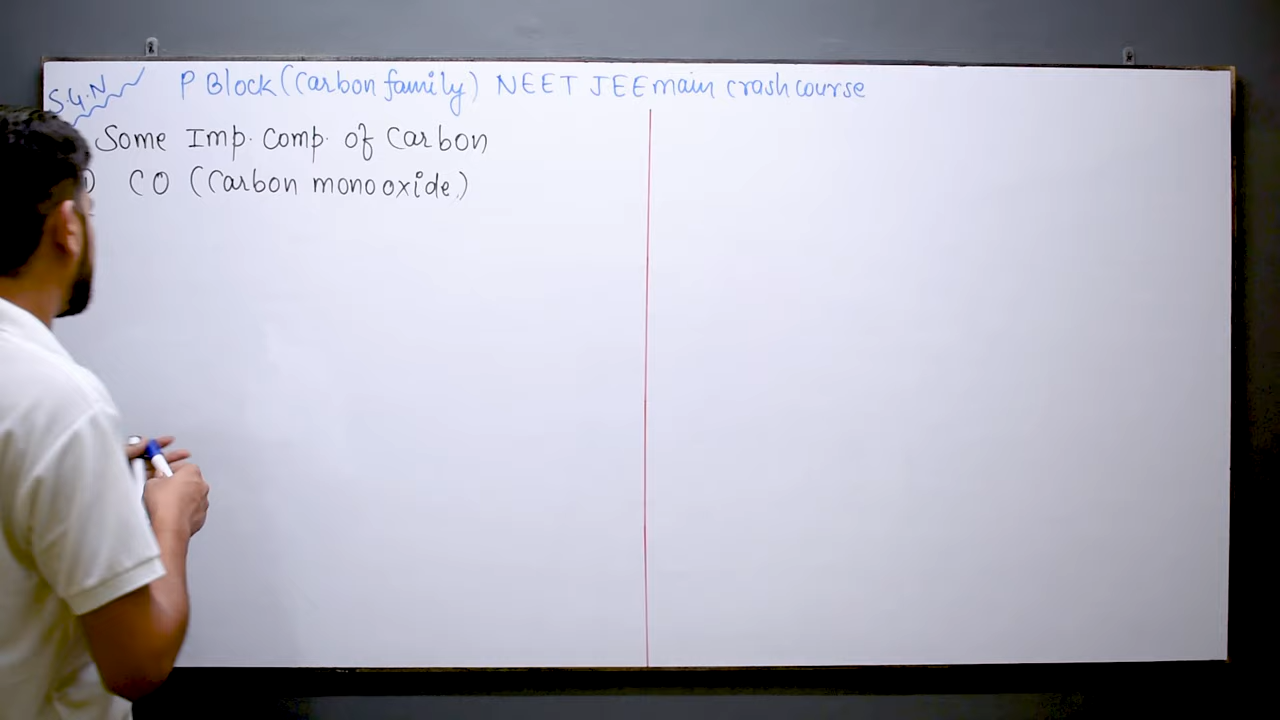 S.G.N P Block (Carbon family) NEET JEE main crash course
Some Imp. Comp. of Carbon
CO (Carbon monooxide)